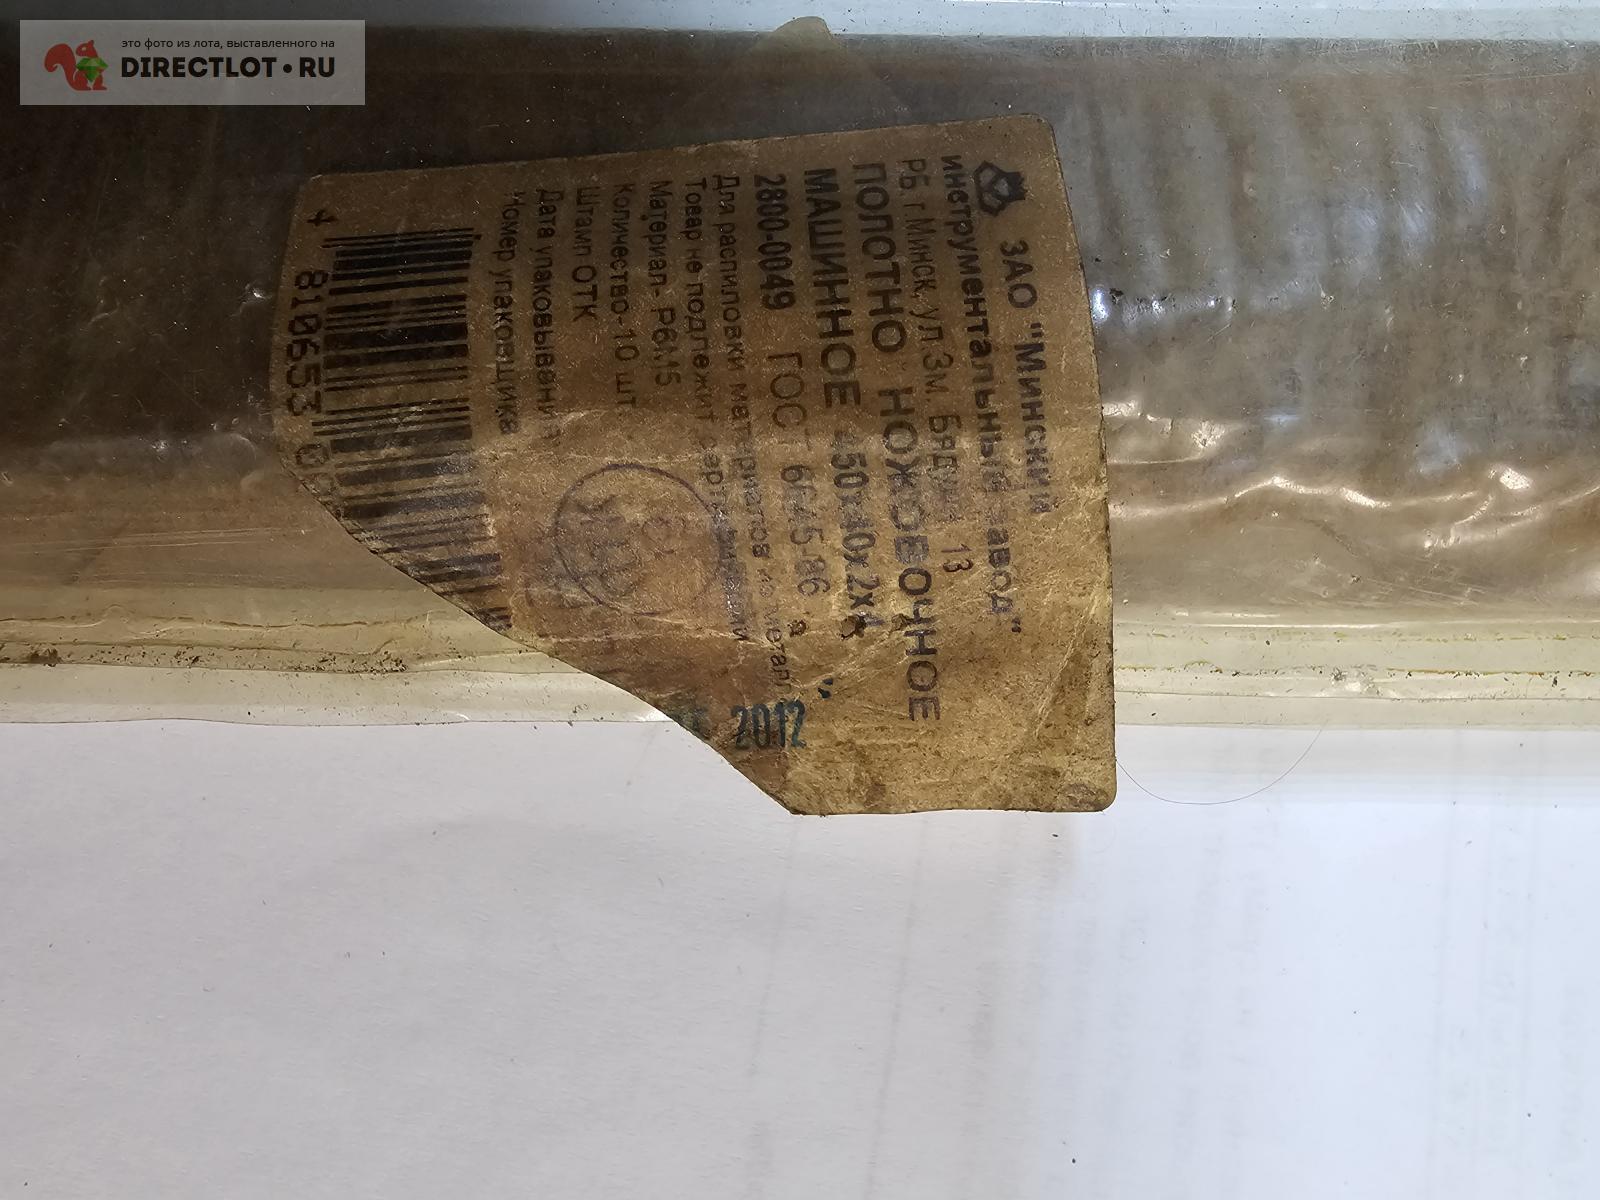 это фото из лота, выставленного на
DIRECTLOT.RU
ЗАО "Минский
инструментальный завод"
РБ, г.Минск, ул.Зм. Бядули 13
ПОЛОТНО НОЖОВОЧНОЕ
МАШИННОЕ 450х40х2х4
2800-0049 ГОСТ 6645-86
Для распиловки материалов из металла
Товар не подлежит сертификации
Материал- Р6М5
Количество-10 шт.
Штамп ОТК
Дата упаковывания
Номер упаковщика
4 810653
2012